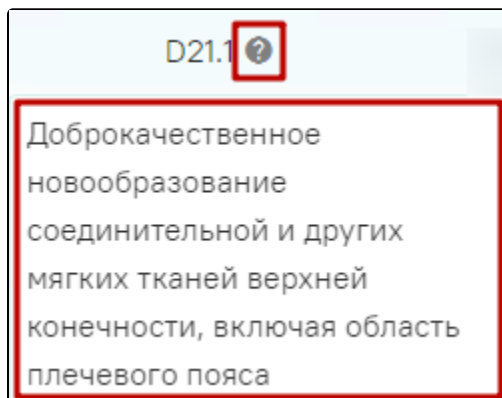 D21.1 ?
Доброкачественное
новообразование
соединительной и других
мягких тканей верхней
конечности, включая область
плечевого пояса